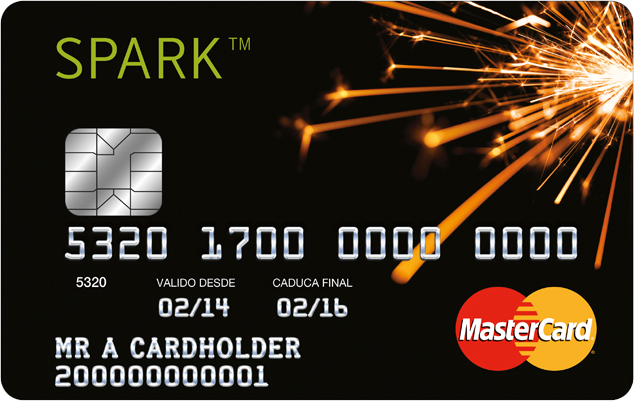 SPARK™
5320 1700 0000 0000
5320 VALIDO DESDE CADUCA FINAL
02/14 02/16
MR A CARDHOLDER
200000000001
MasterCard